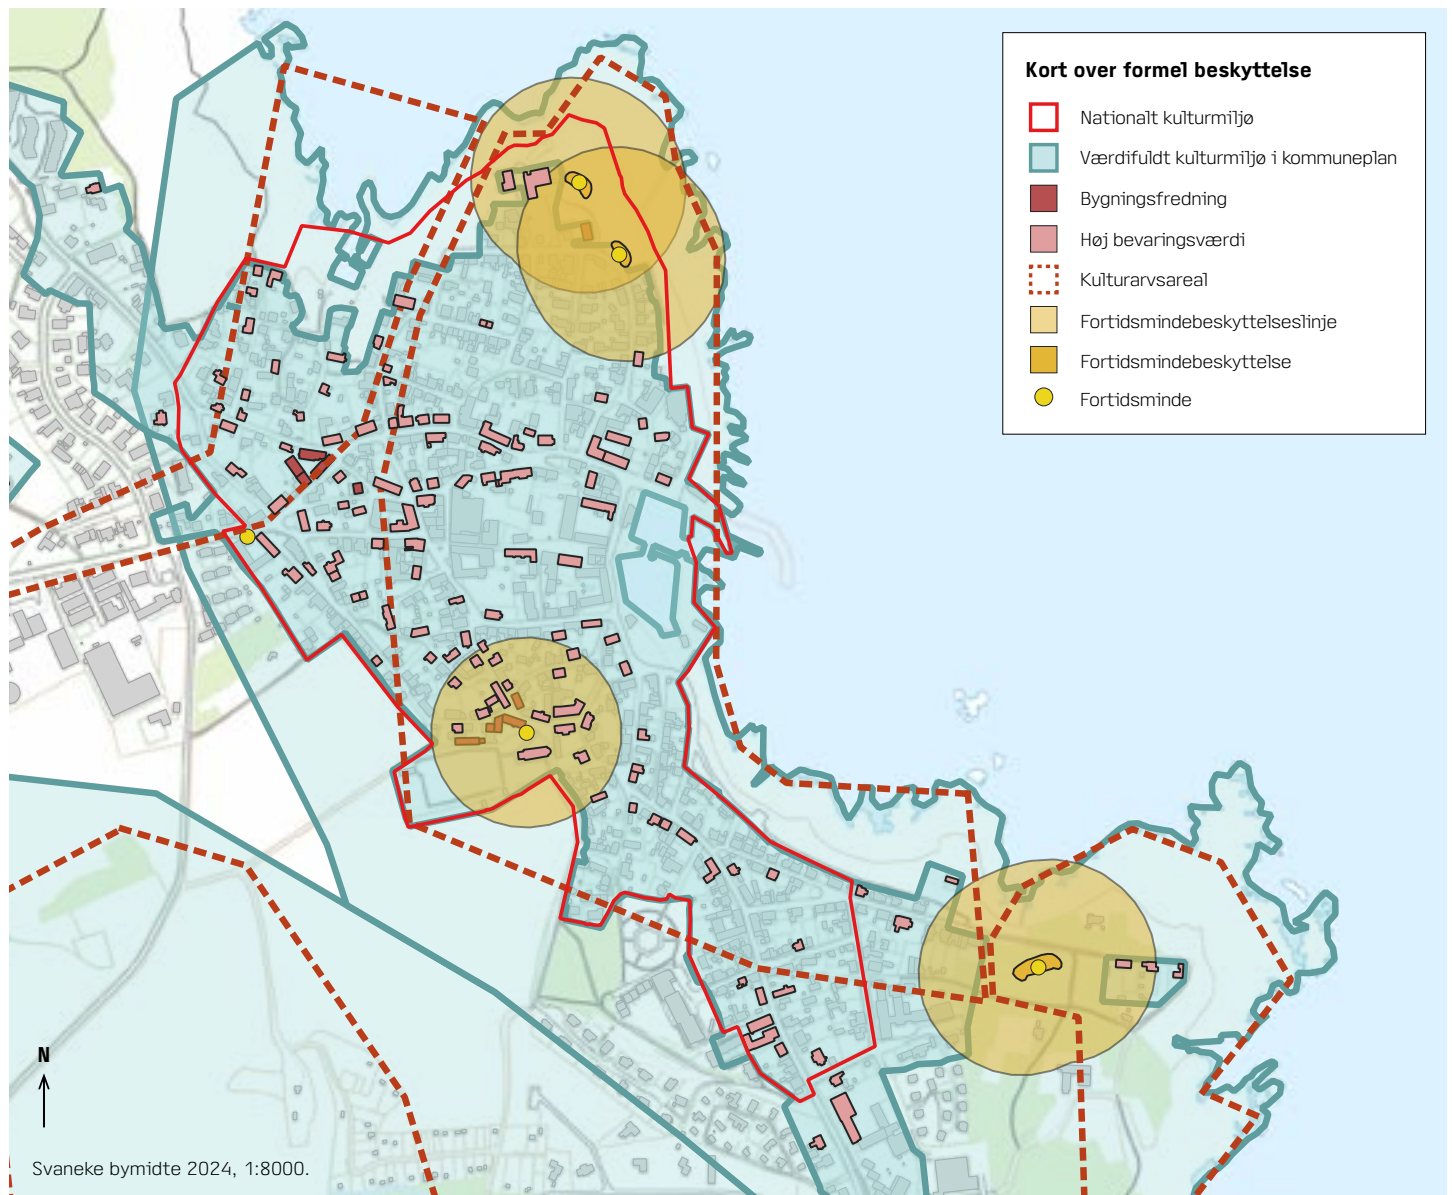 Kort over formel beskyttelse
Nationalt kulturmiljø
Værdifuldt kulturmiljø i kommuneplan
Bygningsfredning
Høj bevaringsværdi
Kulturarvsareal
Fortidsmindebeskyttelseslinje
Fortidsmindebeskyttelse
Fortidsminde
N
Svaneke bymidte 2024, 1:8000.